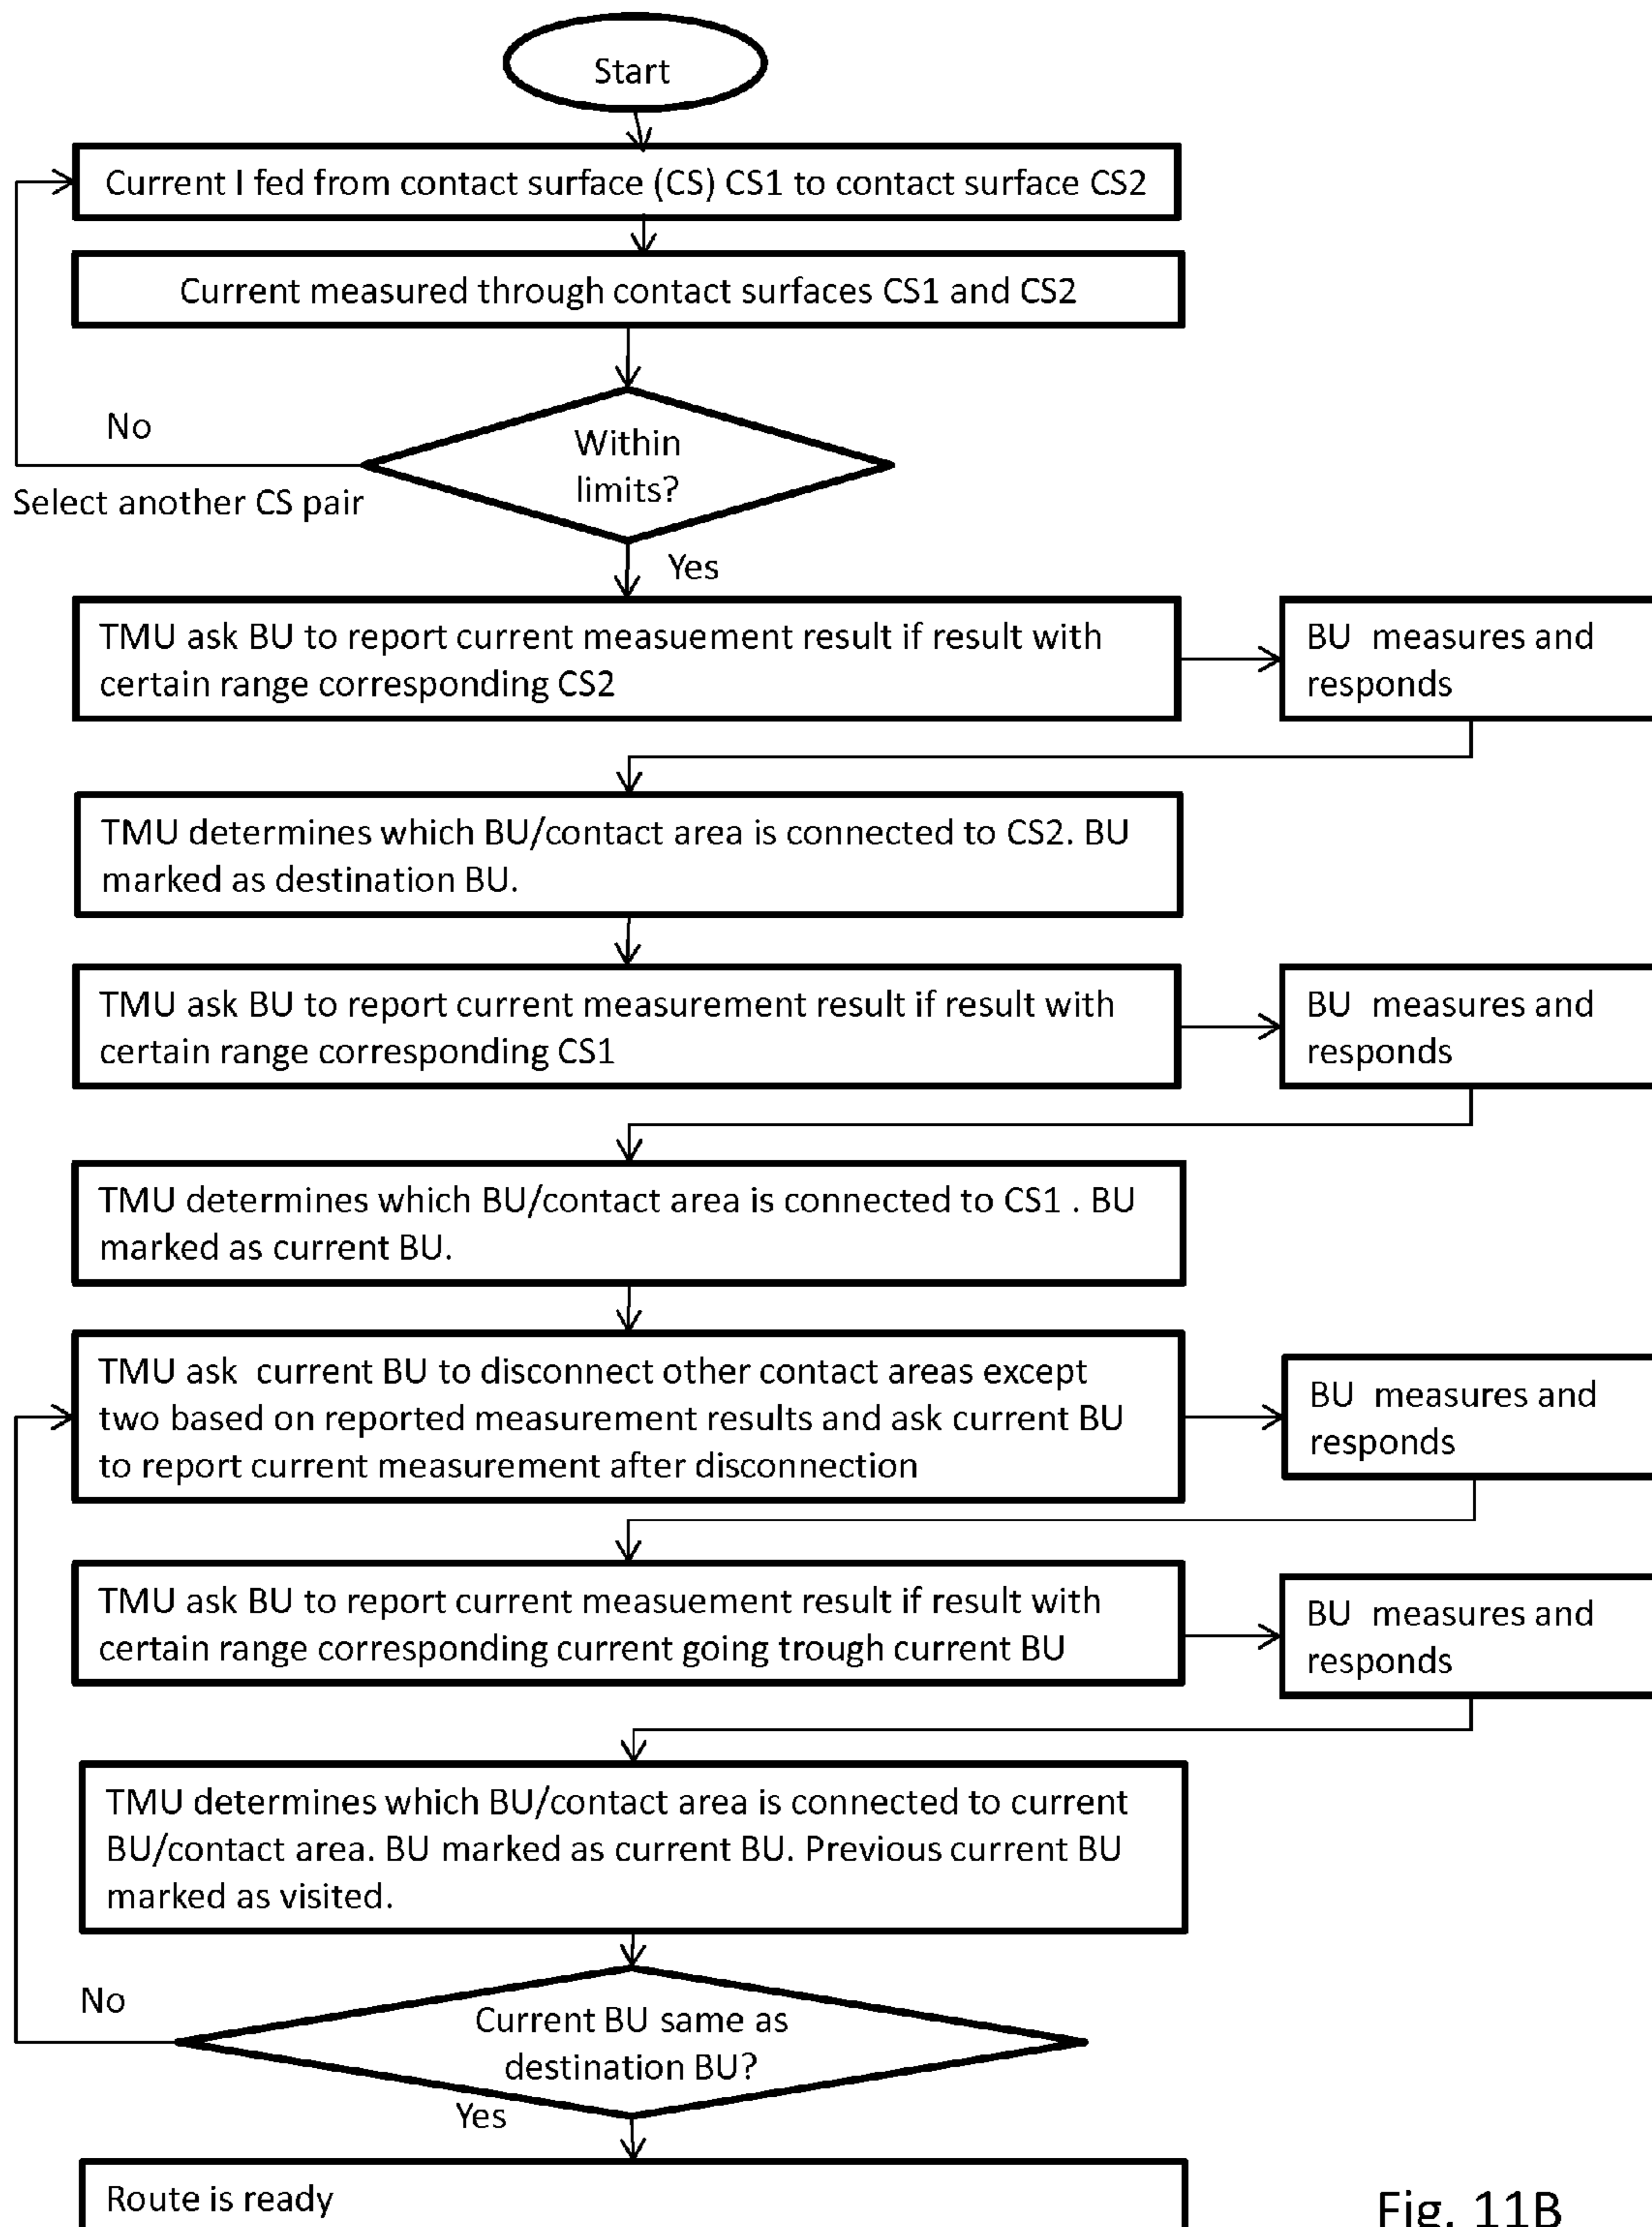 Start
Current I fed from contact surface (CS) CS1 to contact surface CS2
Current measured through contact surfaces CS1 and CS2
Within
limits?
No
Select another CS pair
Yes
TMU ask BU to report current measuement result if result with
certain range corresponding CS2
BU measures and
responds
TMU determines which BU/contact area is connected to CS2. BU
marked as destination BU.
TMU ask BU to report current measurement result if result with
certain range corresponding CS1
BU measures and
responds
TMU determines which BU/contact area is connected to CS1 . BU
marked as current BU.
TMU ask current BU to disconnect other contact areas except
two based on reported measurement results and ask current BU
to report current measurement after disconnection
BU measures and
responds
TMU ask BU to report current measuement result if result with
certain range corresponding current going trough current BU
BU measures and
responds
TMU determines which BU/contact area is connected to current
BU/contact area. BU marked as current BU. Previous current BU
marked as visited.
No
Current BU same as
destination BU?
Yes
Route is ready
Fig. 11B